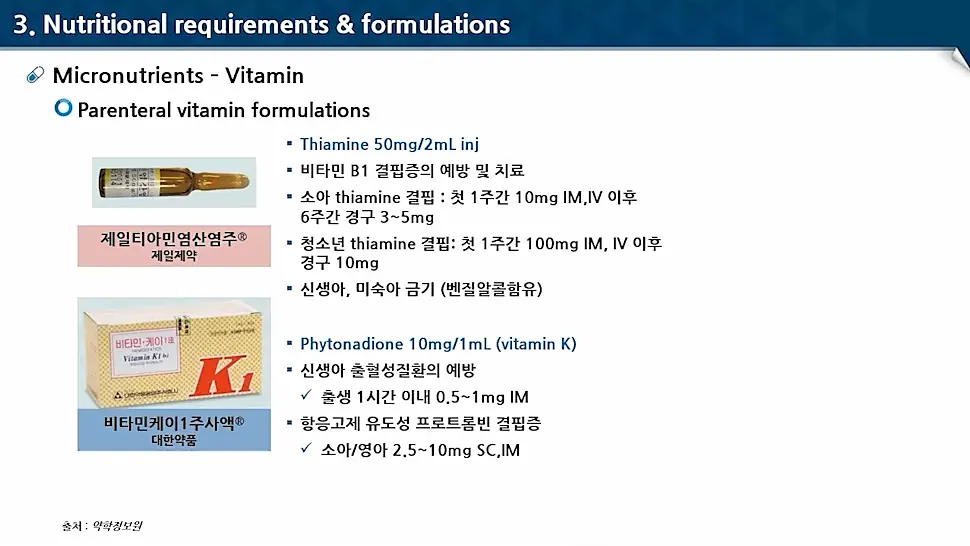 3. Nutritional requirements & formulations
Micronutrients - Vitamin
Parenteral vitamin formulations
제일티아민염산염주®
제일제약
Thiamine 50mg/2mL inj
비타민 B1 결핍증의 예방 및 치료
소아 thiamine 결핍 : 첫 1주간 10mg IM,IV 이후
6주간 경구 3~5mg
청소년 thiamine 결핍: 첫 1주간 100mg IM, IV 이후
경구 10mg
신생아, 미숙아 금기 (벤질알콜함유)
비타민·케이1
Vitamin K1
K1
비타민케이1주사액®
대한약품
Phytonadione 10mg/1mL (vitamin K)
신생아 출혈성질환의 예방
✓ 출생 1시간 이내 0.5~1mg IM
항응고제 유도성 프로트롬빈 결핍증
✓ 소아/영아 2.5~10mg SC,IM
출처 : 약학정보원